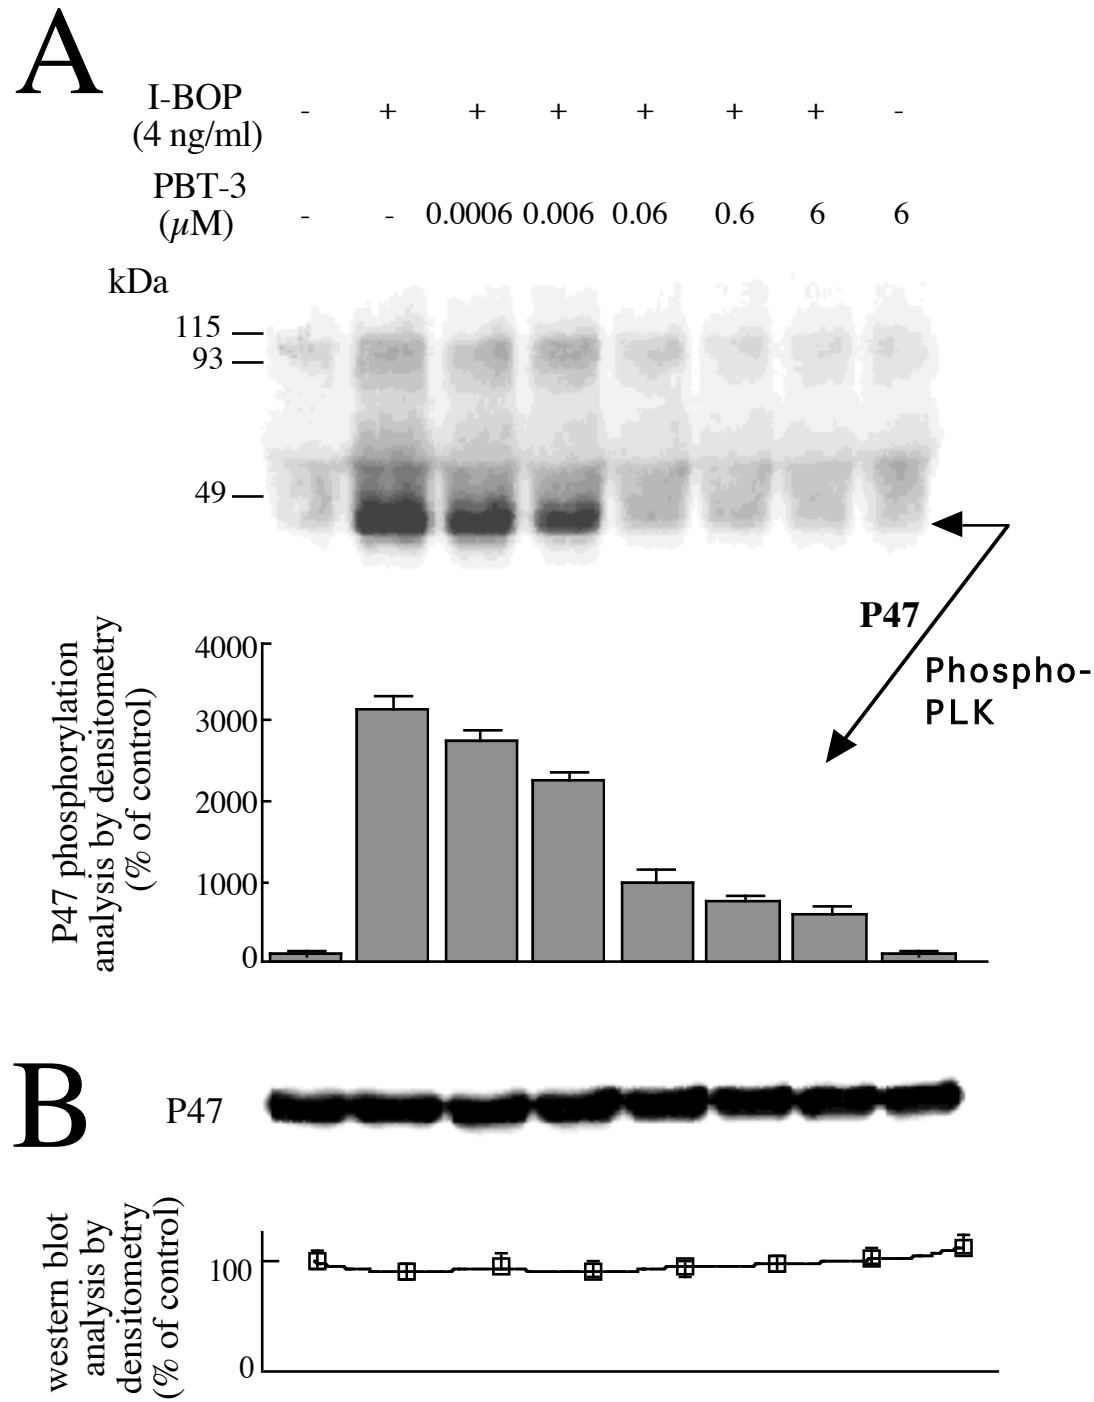 A
I-BOP
(4 ng/ml)
- + + + + + + -
PBT-3
(µM)
- - 0.0006 0.006 0.06 0.6 6 6
kDa
115
93
49
P47
Phospho-
PLK
P47 phosphorylation
analysis by densitometry
(% of control)
4000
3000
2000
1000
0
B
P47
western blot
analysis by
densitometry
(% of control)
100
0